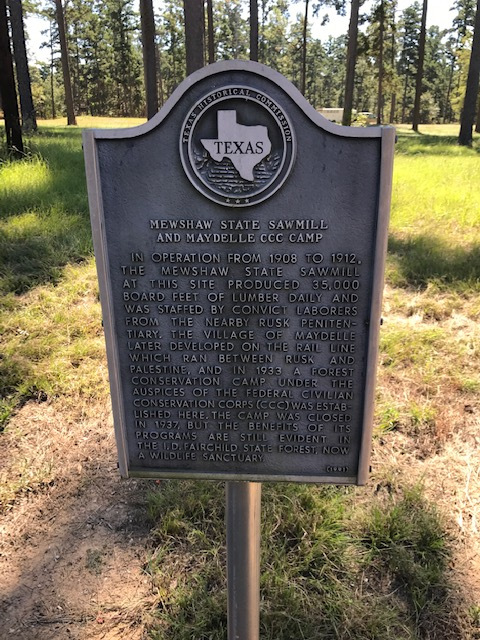 TEXAS HISTORICAL COMMISSION
TEXAS
MEWSHAW STATE SAWMILL
AND MAYDELLE CCC CAMP
IN OPERATION FROM 1908 TO 1912,
THE MEWSHAW STATE SAWMILL
AT THIS SITE PRODUCED 35,000
BOARD FEET OF LUMBER DAILY AND
WAS STAFFED BY CONVICT LABORERS
FROM THE NEARBY RUSK PENITEN-
TIARY. THE VILLAGE OF MAYDELLE
LATER DEVELOPED ON THE RAIL LINE
WHICH RAN BETWEEN RUSK AND
PALESTINE, AND IN 1933 A FOREST
CONSERVATION CAMP UNDER THE
AUSPICES OF THE FEDERAL CIVILIAN
CONSERVATION CORPS (CCC) WAS ESTAB-
LISHED HERE. THE CAMP WAS CLOSED
IN 1937, BUT THE BENEFITS OF ITS
PROGRAMS ARE STILL EVIDENT IN
THE I.D. FAIRCHILD STATE FOREST, NOW
A WILDLIFE SANCTUARY.